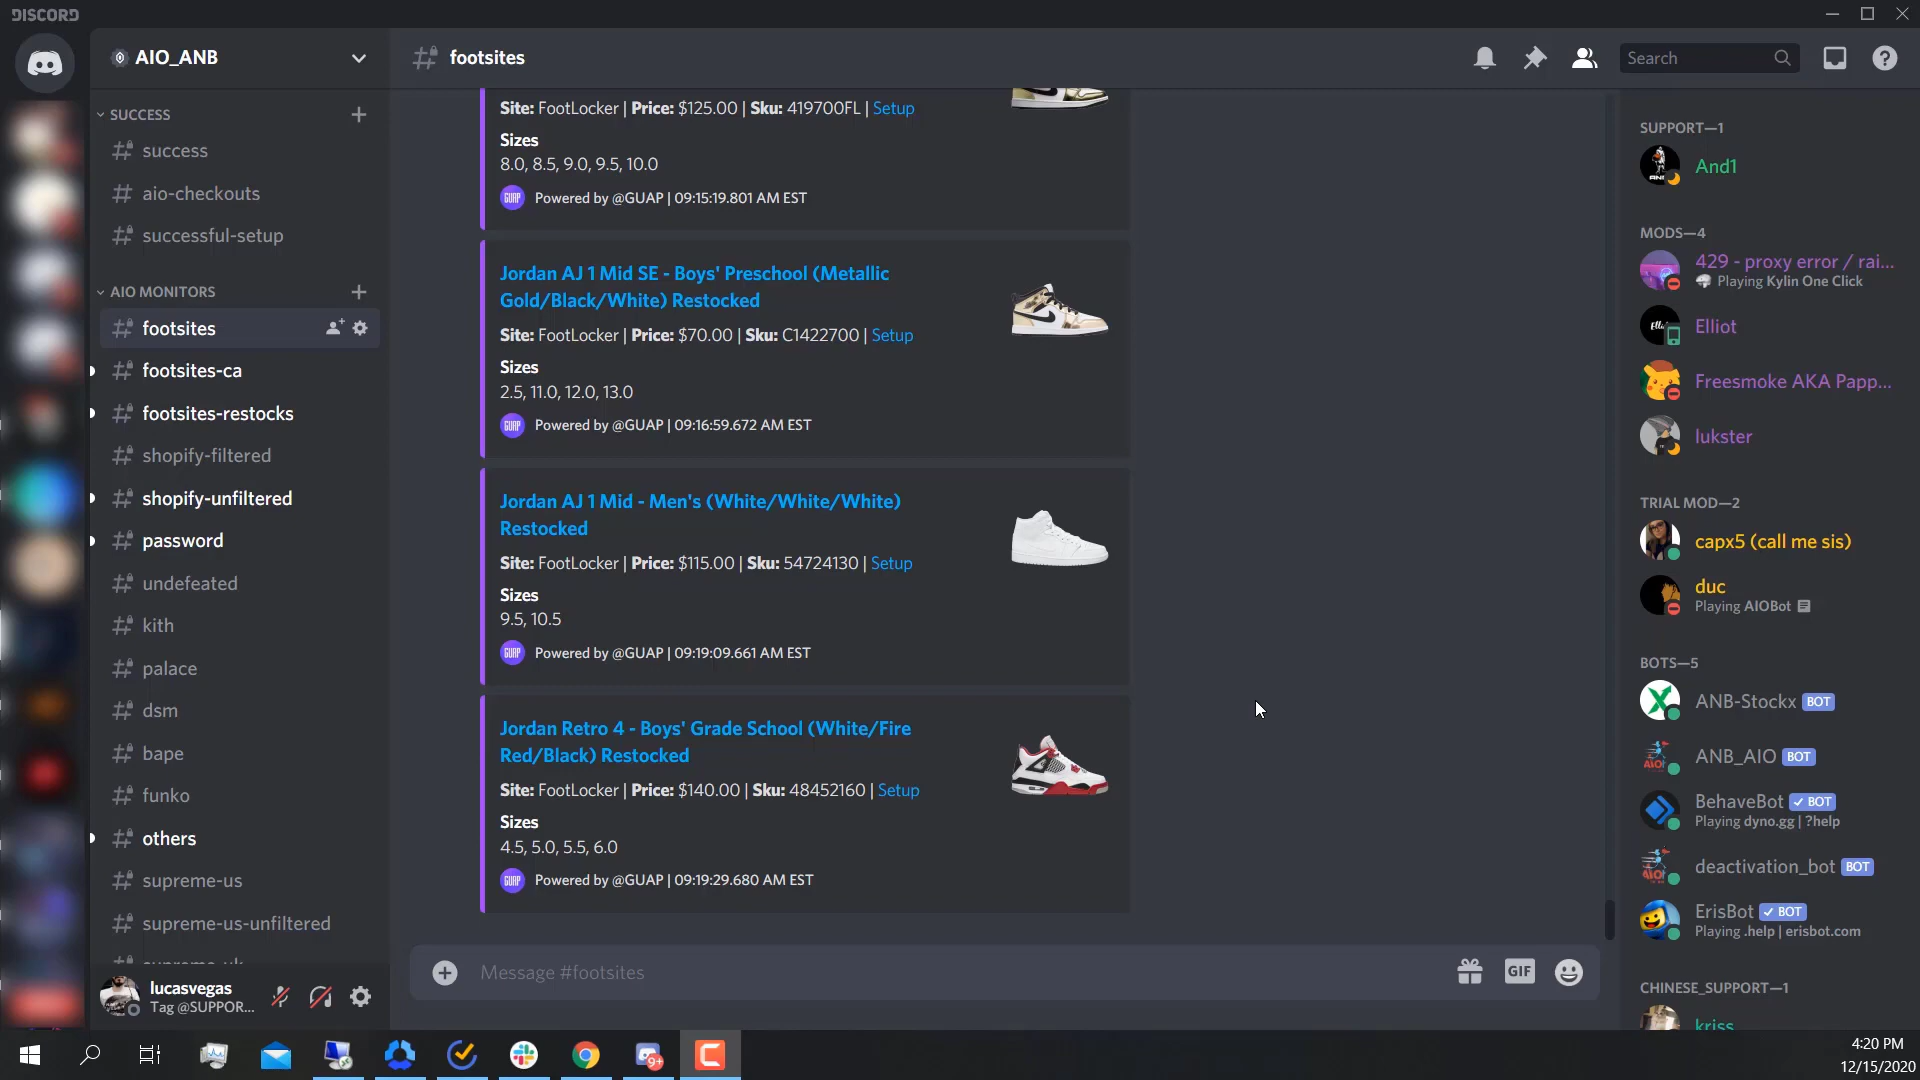 DISCORD
AIO_ANB
footsites
Search
SUCCESS
success
aio-checkouts
successful-setup
AIO MONITORS
footsites
footsites-ca
footsites-restocks
shopify-filtered
shopify-unfiltered
password
undefeated
kith
palace
dsm
bape
funko
others
supreme-us
supreme-us-unfiltered
supreme-uk
lucasvegas
Tag @SUPPOR...
Site: FootLocker | Price: $125.00 | Sku: 419700FL | Setup
Sizes
8.0, 8.5, 9.0, 9.5, 10.0
GUAP Powered by @GUAP | 09:15:19.801 AM EST
Jordan AJ 1 Mid SE - Boys' Preschool (Metallic
Gold/Black/White) Restocked
Site: FootLocker | Price: $70.00 | Sku: C1422700 | Setup
Sizes
2.5, 11.0, 12.0, 13.0
GUAP Powered by @GUAP | 09:16:59.672 AM EST
Jordan AJ 1 Mid - Men's (White/White/White)
Restocked
Site: FootLocker | Price: $115.00 | Sku: 54724130 | Setup
Sizes
9.5, 10.5
GUAP Powered by @GUAP | 09:19:09.661 AM EST
Jordan Retro 4 - Boys' Grade School (White/Fire
Red/Black) Restocked
Site: FootLocker | Price: $140.00 | Sku: 48452160 | Setup
Sizes
4.5, 5.0, 5.5, 6.0
GUAP Powered by @GUAP | 09:19:29.680 AM EST
Message #footsites
GIF
SUPPORT—1
And1
MODS—4
429 - proxy error / rai...
Playing Kylin One Click
Elliot
Freesmoke AKA Papp...
lukster
TRIAL MOD—2
capx5 (call me sis)
duc
Playing AIOBot
BOTS—5
ANB-Stockx BOT
ANB_AIO BOT
BehaveBot BOT
Playing dyno.gg | ?help
deactivation_bot BOT
ErisBot BOT
Playing .help | erisbot.com
CHINESE_SUPPORT—1
kriss
9+
4:20 PM
12/15/2020